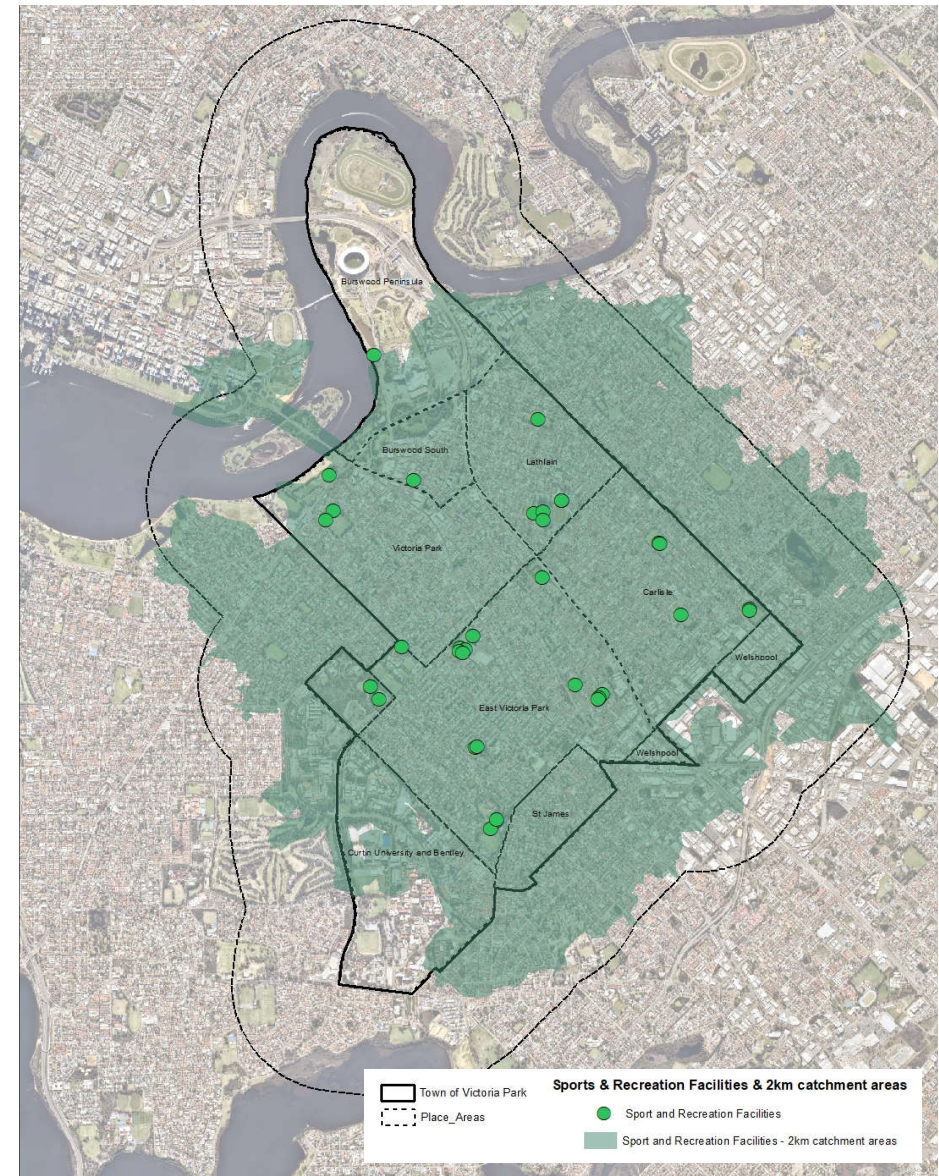 Burswood Peninsula
Burswood South
Lathlain
Victoria Park
Carlisle
Welshpool
East Victoria Park
Welshpool
St James
Curtin University and Bentley
Sports & Recreation Facilities & 2km catchment areas
Town of Victoria Park
Place_Areas
Sport and Recreation Facilities
Sport and Recreation Facilities - 2km catchment areas